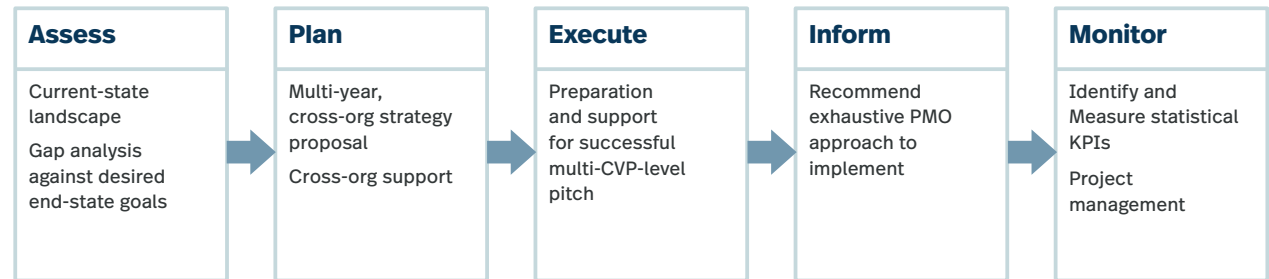 Assess
Current-state
landscape
Gap analysis
against desired
end-state goals
Plan
Multi-year,
cross-org strategy
proposal
Cross-org support
Execute
Preparation
and support
for successful
multi-CVP-level
pitch
Inform
Recommend
exhaustive PMO
approach to
implement
Monitor
Identify and
Measure statistical
KPIs
Project
management